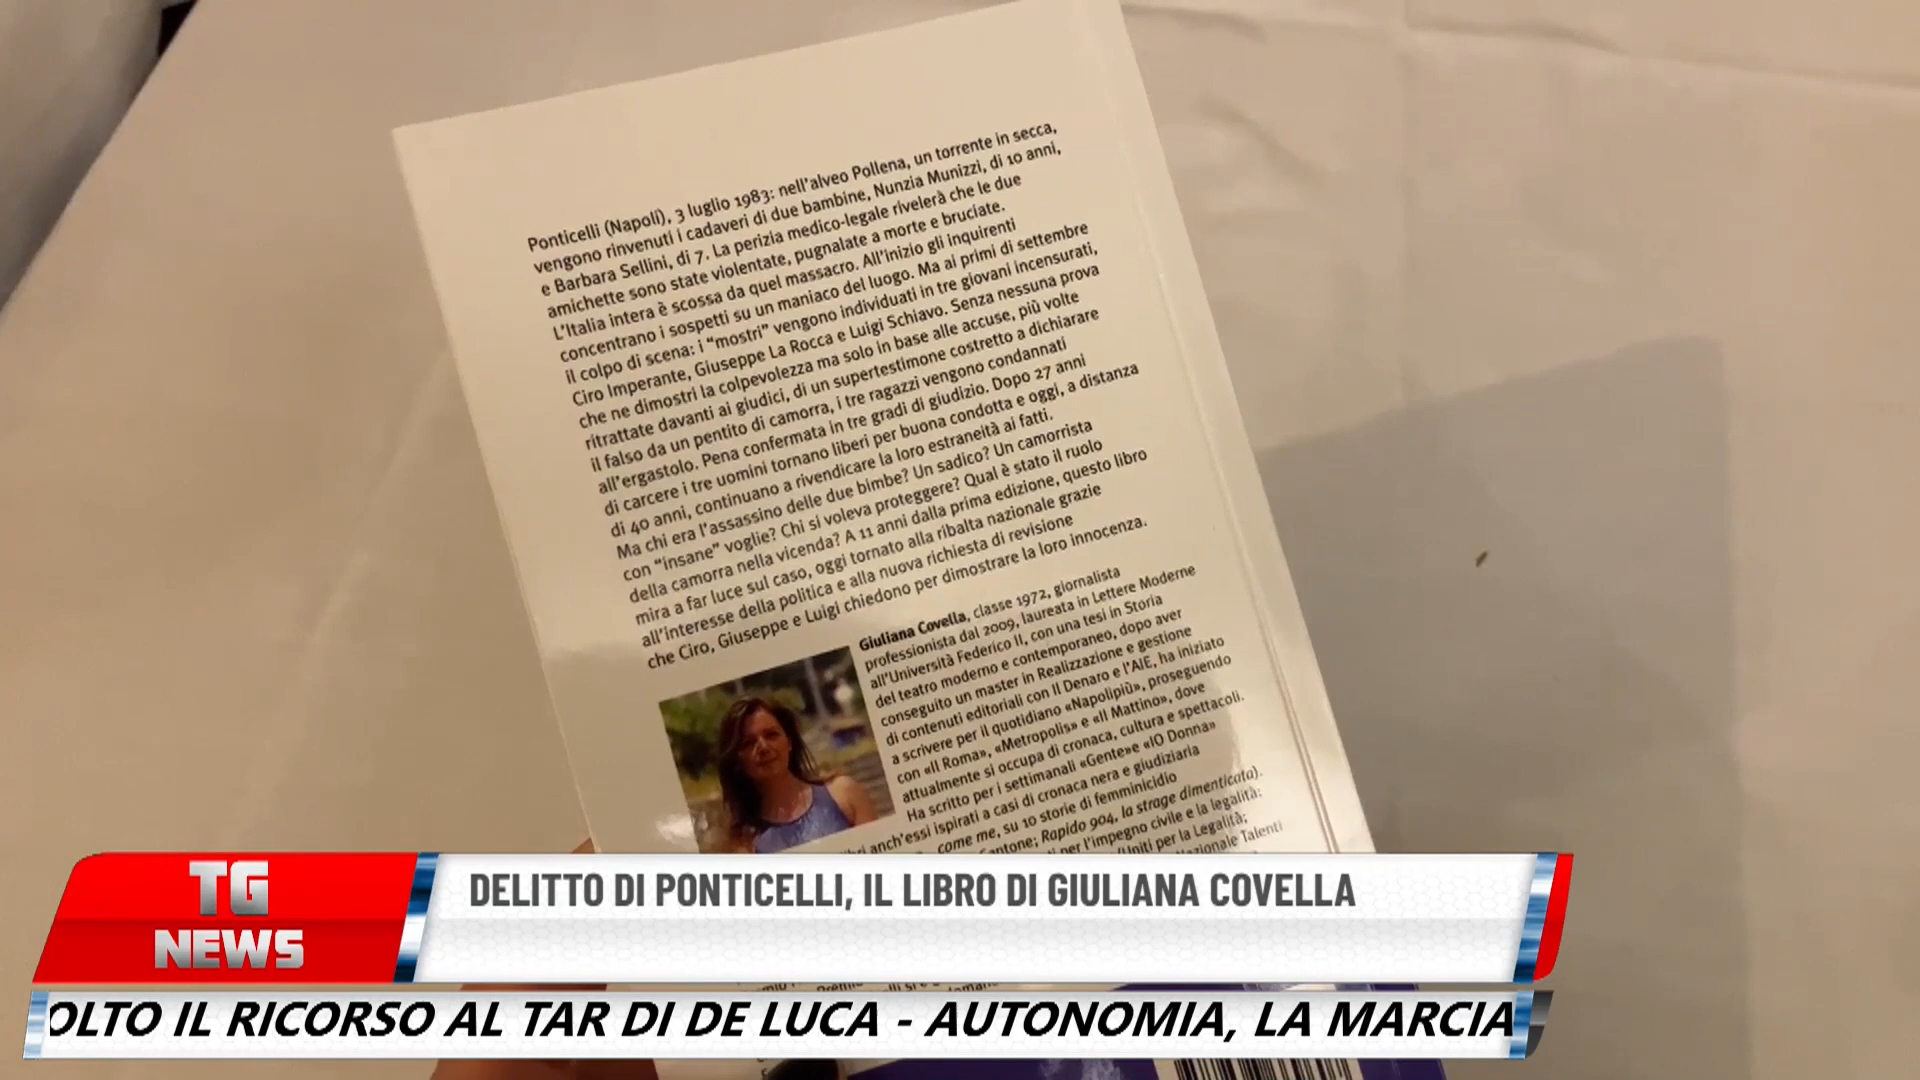 Ponticelli (Napoli), 3 luglio 1983: nell'alveo Pollena, un torrente in secca,
vengono rinvenuti i cadaveri di due bambine, Nunzia Munizzi, di 10 anni,
e Barbara Sellini, di 7. La perizia medico-legale rivelerà che le due
amichette sono state violentate, pugnalate a morte e bruciate.
L'Italia intera è scossa da quel massacro. All'inizio gli inquirenti
concentrano i sospetti su un maniaco del luogo. Ma ai primi di settembre
il colpo di scena: i "mostri" vengono individuati in tre giovani incensurati,
Ciro Imperante, Giuseppe La Rocca e Luigi Schiavo. Senza nessuna prova
che ne dimostri la colpevolezza ma solo in base alle accuse, più volte
ritrattate davanti ai giudici, di un supertestimone costretto a dichiarare
il falso da un pentito di camorra, i tre ragazzi vengono condannati
all'ergastolo. Pena confermata in tre gradi di giudizio. Dopo 27 anni
di carcere i tre uomini tornano liberi per buona condotta e oggi, a distanza
di 40 anni, continuano a rivendicare la loro estraneità ai fatti.
Ma chi era l'assassino delle due bimbe? Un sadico? Un camorrista
con "insane" voglie? Chi si voleva proteggere? Qual è stato il ruolo
della camorra nella vicenda? A 11 anni dalla prima edizione, questo libro
mira a far luce sul caso, oggi tornato alla ribalta nazionale grazie
all'interesse della politica e alla nuova richiesta di revisione
che Ciro, Giuseppe e Luigi chiedono per dimostrare la loro innocenza.
Giuliana Covella, classe 1972, giornalista
professionista dal 2009, laureata in Lettere Moderne
all'Università Federico II, con una tesi in Storia
del teatro moderno e contemporaneo, dopo aver
conseguito un master in Realizzazione e gestione
di contenuti editoriali con Il Denaro e l'AIE, ha iniziato
a scrivere per il quotidiano «Napolipiù», proseguendo
con «Il Roma», «Metropolis» e «Il Mattino», dove
attualmente si occupa di cronaca, cultura e spettacoli.
Ha scritto per i settimanali «Gente»e «IO Donna»
anch'essi ispirati a casi di cronaca nera e giudiziaria
come me, su 10 storie di femminicidio
Rapido 904, la strage dimenticata).
per l'impegno civile e la legalità:
Uniti per la Legalità;
Talenti
TG
NEWS
DELITTO DI PONTICELLI, IL LIBRO DI GIULIANA COVELLA
OLTO IL RICORSO AL TAR DI DE LUCA - AUTONOMIA, LA MARCIA